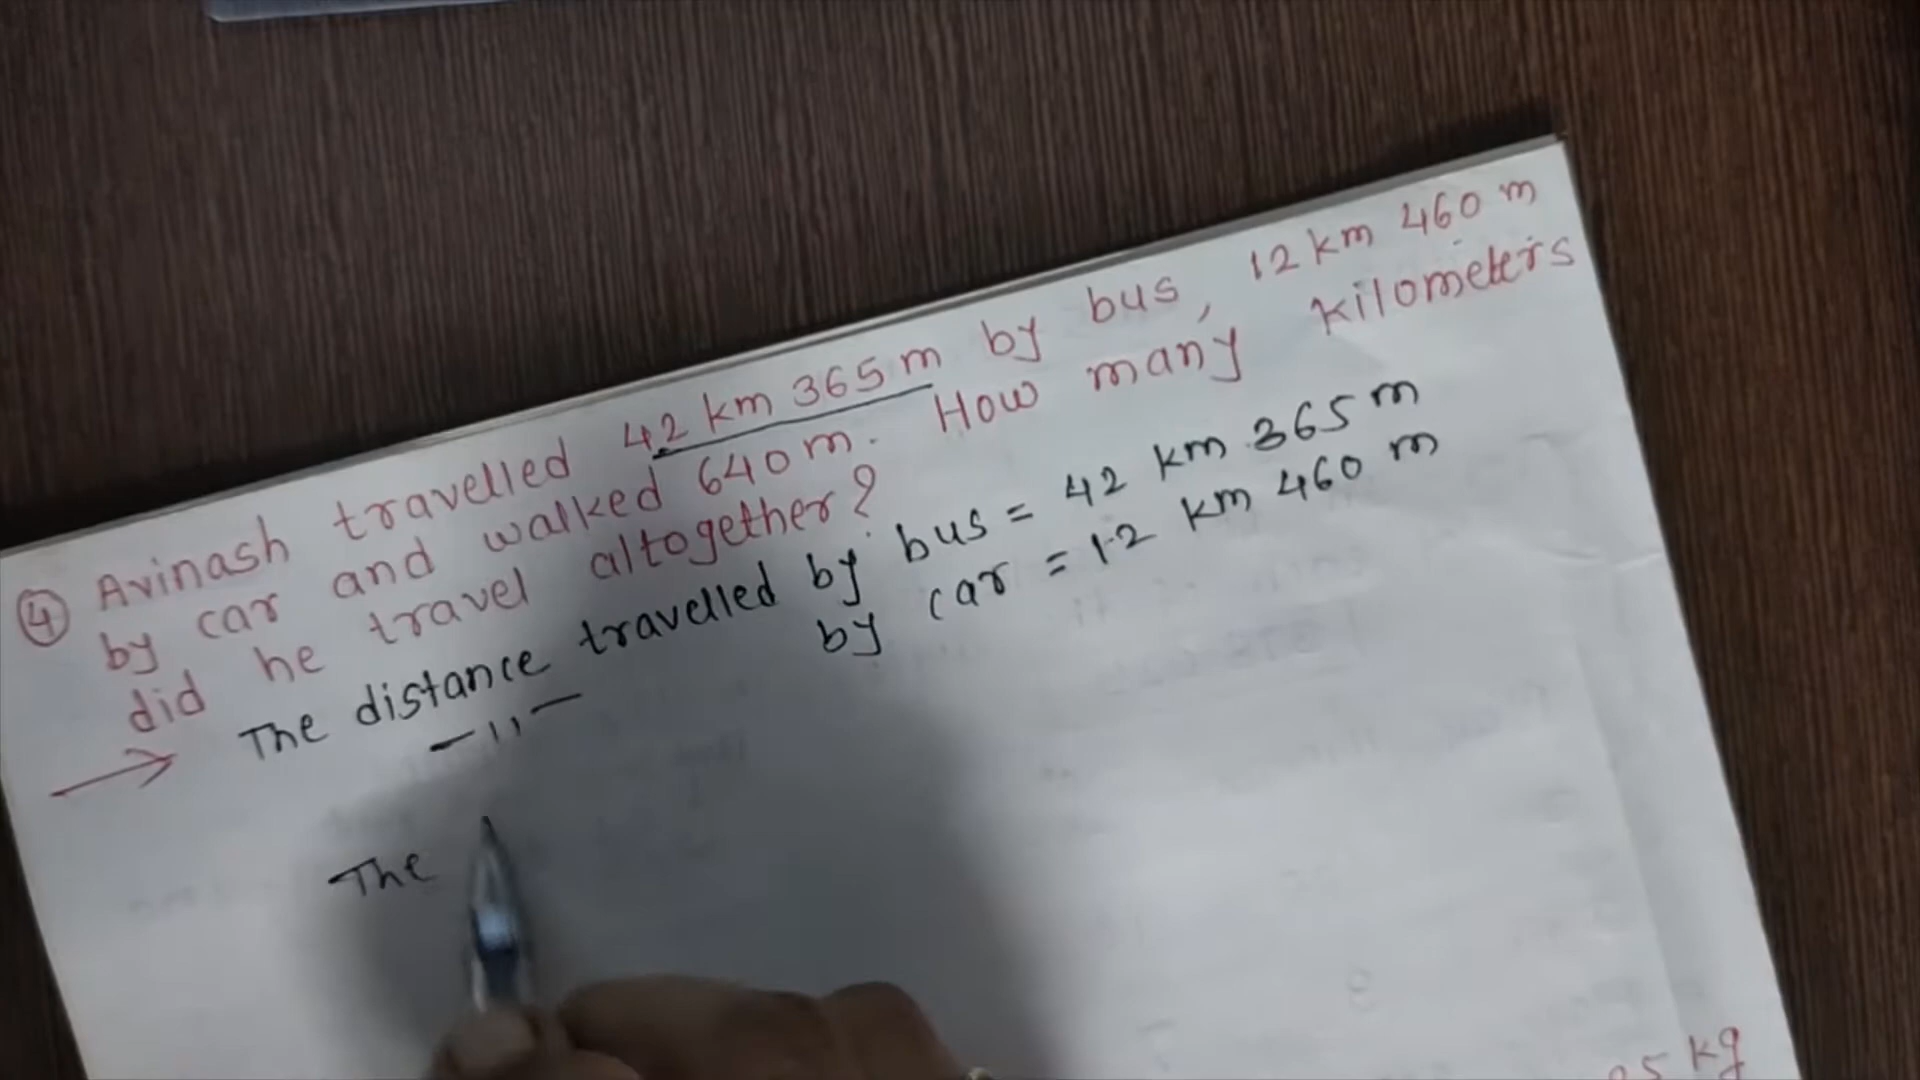 ④ Avinash travelled 42 km 365 m by bus, 12 km 460 m
by car and walked 640 m. How many kilometers
did he travel altogether?
→ The distance travelled by bus = 42 km 365 m
—〃— by car = 12 km 460 m
The
kg